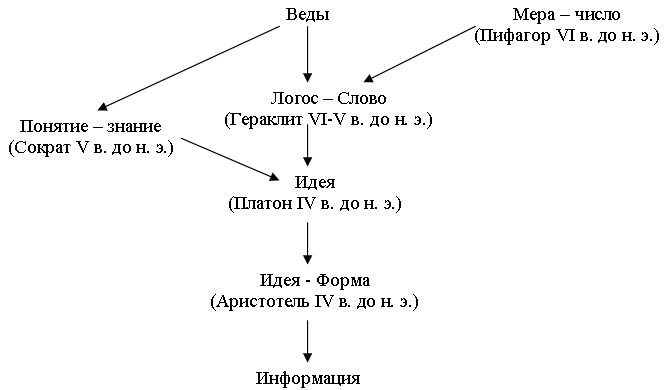 Веды
Мера – число
(Пифагор VI в. до н. э.)
Логос – Слово
(Гераклит VI-V в. до н. э.)
Понятие – знание
(Сократ V в. до н. э.)
Идея
(Платон IV в. до н. э.)
Идея - Форма
(Аристотель IV в. до н. э.)
Информация